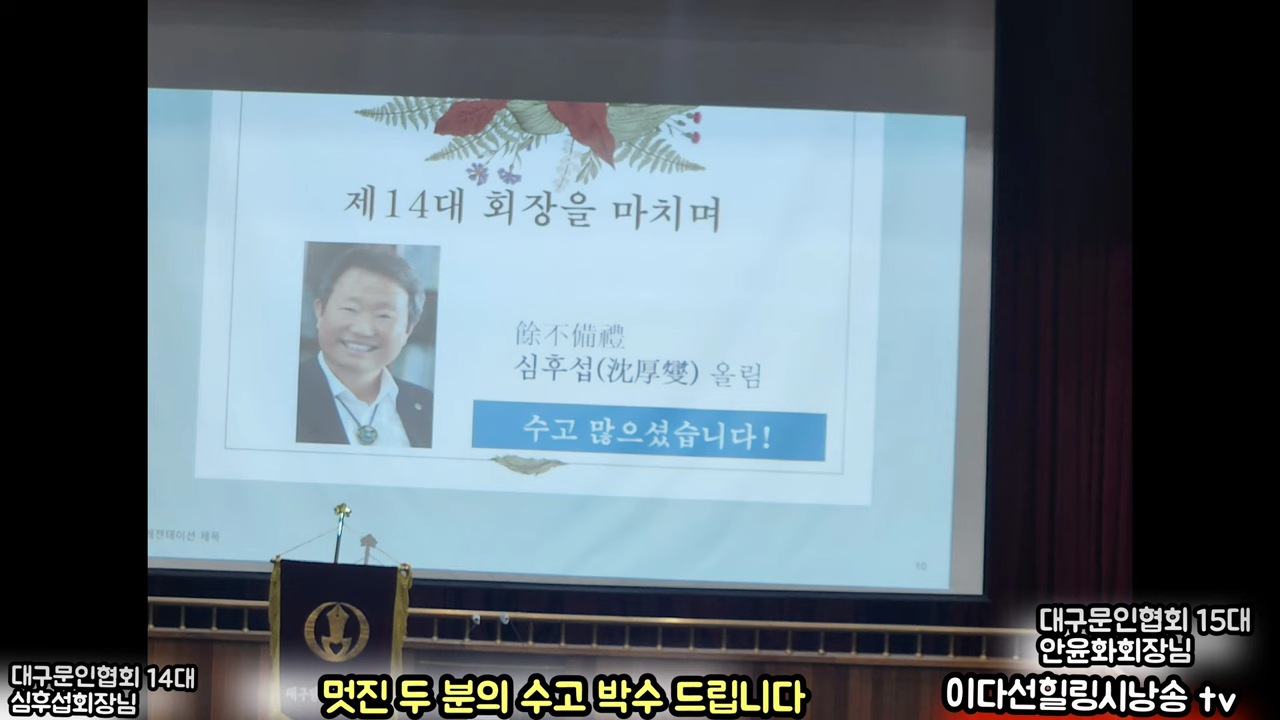 제14대 회장을 마치며
餘不備禮
심후섭(沈厚燮) 올림
수고 많으셨습니다!
제목
10
대구문인협회 15대
안윤화회장님
대구문인협회 14대
심후섭회장님
멋진 두 분의 수고 박수 드립니다
이다선힐링시낭송 tv